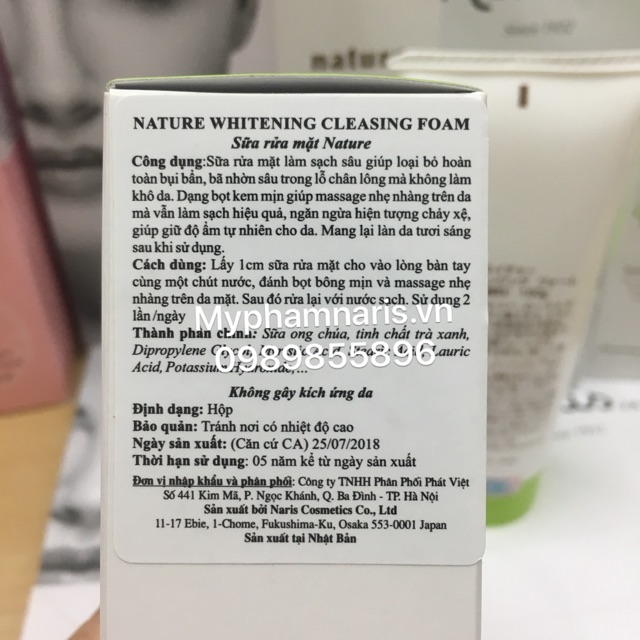 since 1932
nature
NATURE WHITENING CLEASING FOAM
Sữa rửa mặt Nature
Công dụng:Sữa rửa mặt làm sạch sâu giúp loại bỏ hoàn
toàn bụi bẩn, bã nhờn sâu trong lỗ chân lông mà không làm
khô da. Dạng bọt kem mịn giúp massage nhẹ nhàng trên da
mà vẫn làm sạch hiệu quả, ngăn ngừa hiện tượng chảy xệ,
giúp giữ độ ẩm tự nhiên cho da. Mang lại làn da tươi sáng
sau khi sử dụng.
Cách dùng: Lấy 1cm sữa rửa mặt cho vào lòng bàn tay
cùng một chút nước, đánh bọt bông mịn và massage nhẹ
nhàng trên da mặt. Sau đó rửa lại với nước sạch. Sử dụng 2
lần /ngày
Myphamnaris.vn
Thành phần chính: Sữa ong chúa, tinh chất trà xanh,
0989855896
Dipropylene Lauric
Acid, Potassium Hydroxide,...
Không gây kích ứng da
Định dạng: Hộp
Bảo quản: Tránh nơi có nhiệt độ cao
Ngày sản xuất: (Căn cứ CA) 25/07/2018
Thời hạn sử dụng: 05 năm kể từ ngày sản xuất
Đơn vị nhập khẩu và phân phối: Công ty TNHH Phân Phối Phát Việt
Số 441 Kim Mã, P. Ngọc Khánh, Q. Ba Đình - TP. Hà Nội
Sản xuất bởi Naris Cosmetics Co., Ltd
11-17 Ebie, 1-Chome, Fukushima-Ku, Osaka 553-0001 Japan
Sản xuất tại Nhật Bản